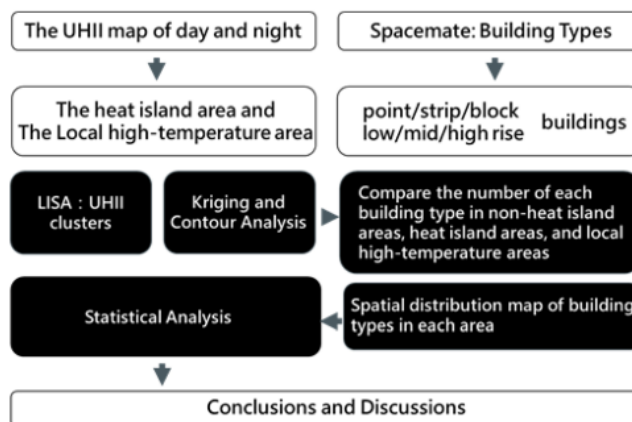 The UHII map of day and night
Spacemate: Building Types
The heat island area and
The Local high-temperature area
point/strip/block
low/mid/high rise
buildings
LISA：UHII
clusters
Kriging and
Contour Analysis
Compare the number of each
building type in non-heat island
areas, heat island areas, and local
high-temperature areas
Statistical Analysis
Spatial distribution map of building
types in each area
Conclusions and Discussions